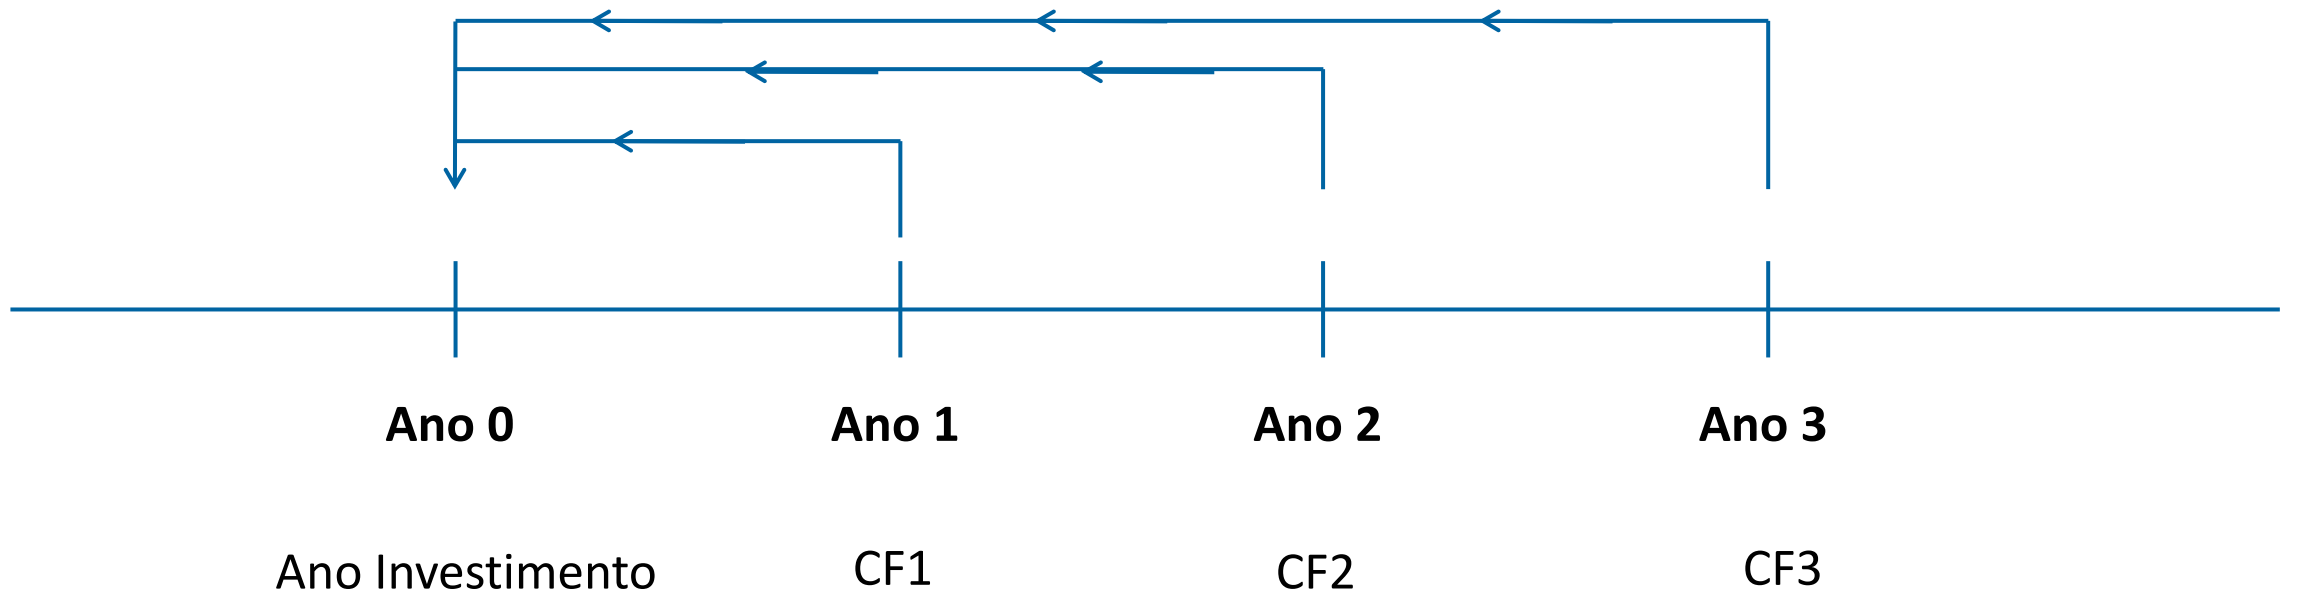 Ano 0 Ano 1 Ano 2 Ano 3
Ano Investimento CF1 CF2 CF3